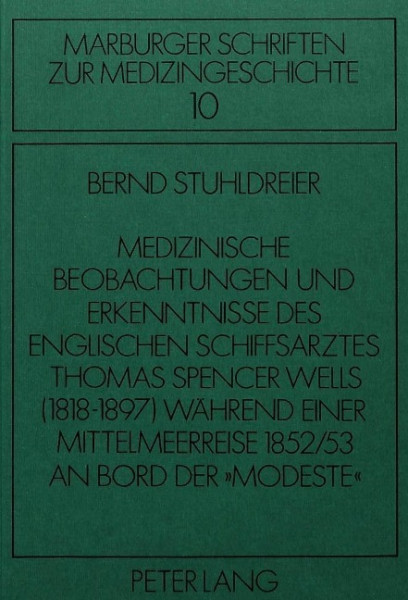 MARBURGER SCHRIFTEN
ZUR MEDIZINGESCHICHTE
10
BERND STUHLDREIER
MEDIZINISCHE
BEOBACHTUNGEN UND
ERKENNTNISSE DES
ENGLISCHEN SCHIFFSARZTES
THOMAS SPENCER WELLS
(1818-1897) WÄHREND EINER
MITTELMEERREISE 1852/53
AN BORD DER »MODESTE«
PETER LANG